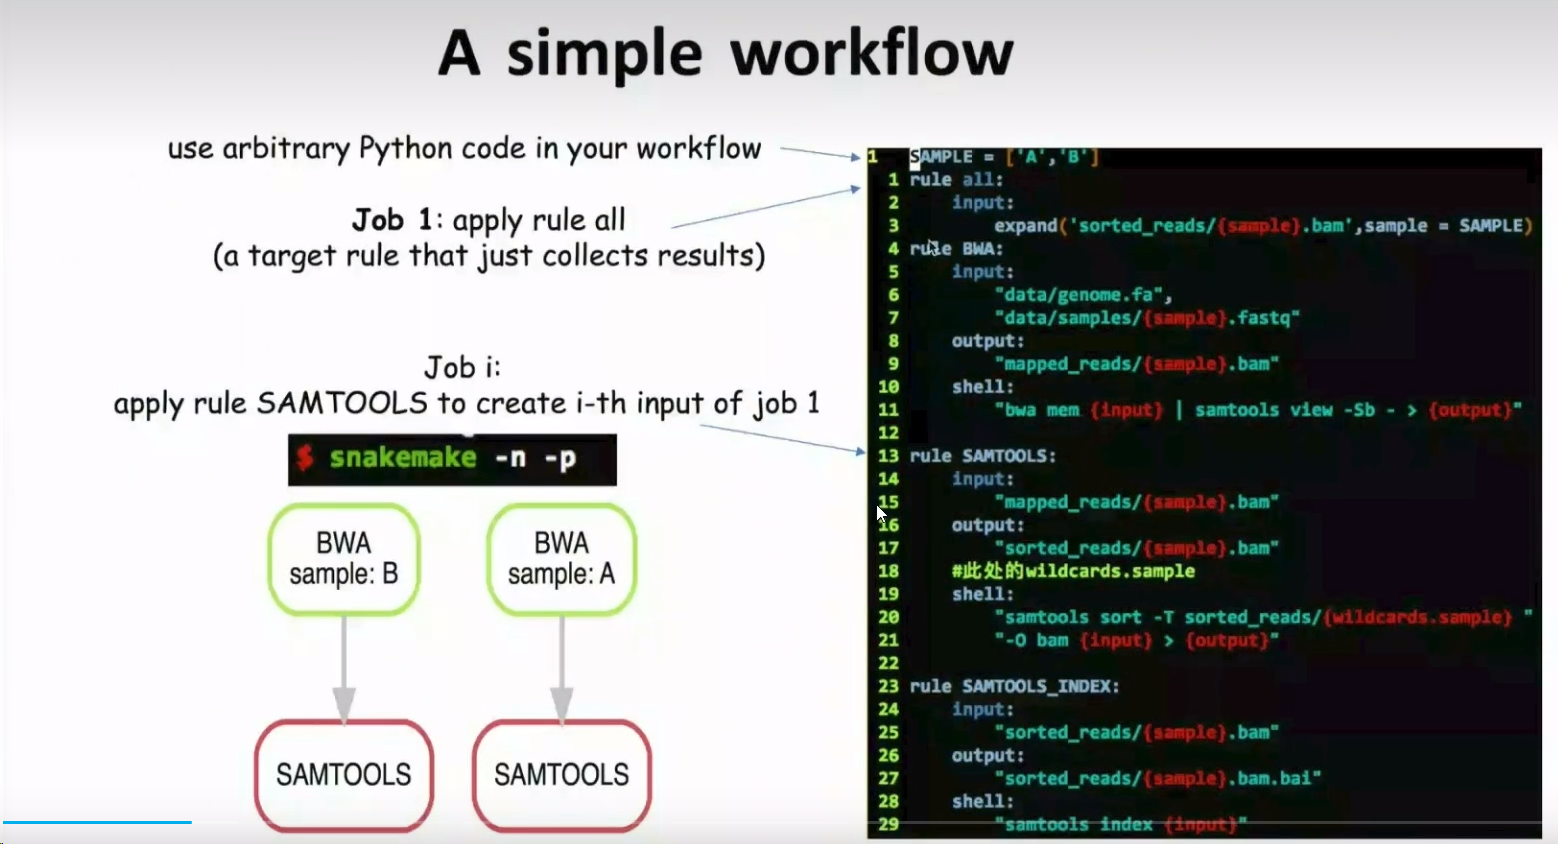 A simple workflow
use arbitrary Python code in your workflow
Job 1: apply rule all
(a target rule that just collects results)
Job i:
apply rule SAMTOOLS to create i-th input of job 1
$ snakemake -n -p
BWA
sample: B
BWA
sample: A
SAMTOOLS
SAMTOOLS
1 SAMPLE = ['A','B']
1 rule all:
2 input:
3 expand('sorted_reads/{sample}.bam',sample = SAMPLE)
4 rule BWA:
5 input:
6 "data/genome.fa",
7 "data/samples/{sample}.fastq"
8 output:
9 "mapped_reads/{sample}.bam"
10 shell:
11 "bwa mem {input} | samtools view -Sb - > {output}"
12
13 rule SAMTOOLS:
14 input:
15 "mapped_reads/{sample}.bam"
16 output:
17 "sorted_reads/{sample}.bam"
18 #此处的wildcards.sample
19 shell:
20 "samtools sort -T sorted_reads/{wildcards.sample} "
21 "-O bam {input} > {output}"
22
23 rule SAMTOOLS_INDEX:
24 input:
25 "sorted_reads/{sample}.bam"
26 output:
27 "sorted_reads/{sample}.bam.bai"
28 shell:
29 "samtools index {input}"